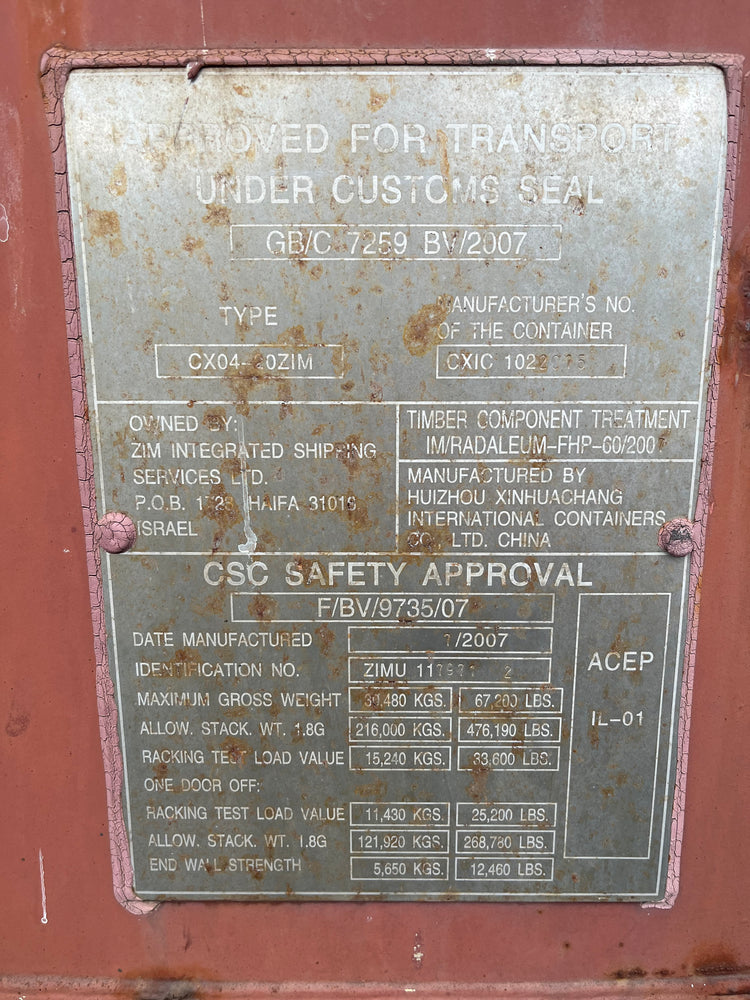 APPROVED FOR TRANSPORT
UNDER CUSTOMS SEAL
GB/C 7259 BV/2007
TYPE
CX04-20ZIM
MANUFACTURER'S NO.
OF THE CONTAINER
CXIC
OWNED BY:
ZIM INTEGRATED SHIPPING
SERVICES LTD.
P.O.B. HAIFA 31016
ISRAEL
TIMBER COMPONENT TREATMENT
IM/RADALEUM-FHP-60/2007
MANUFACTURED BY
HUIZHOU XINHUACHANG
INTERNATIONAL CONTAINERS
CO., LTD. CHINA
CSC SAFETY APPROVAL
F/BV/9735/07
DATE MANUFACTURED /2007
IDENTIFICATION NO. ZIMU
MAXIMUM GROSS WEIGHT 30,480 KGS. 67,200 LBS.
ALLOW. STACK. WT. 1.8G 216,000 KGS. 476,190 LBS.
RACKING TEST LOAD VALUE 15,240 KGS. 33,600 LBS.
ONE DOOR OFF:
RACKING TEST LOAD VALUE 11,430 KGS. 25,200 LBS.
ALLOW. STACK. WT. 1.8G 121,920 KGS. 268,780 LBS.
END WALL STRENGTH 5,650 KGS. 12,460 LBS.
ACEP
IL-01